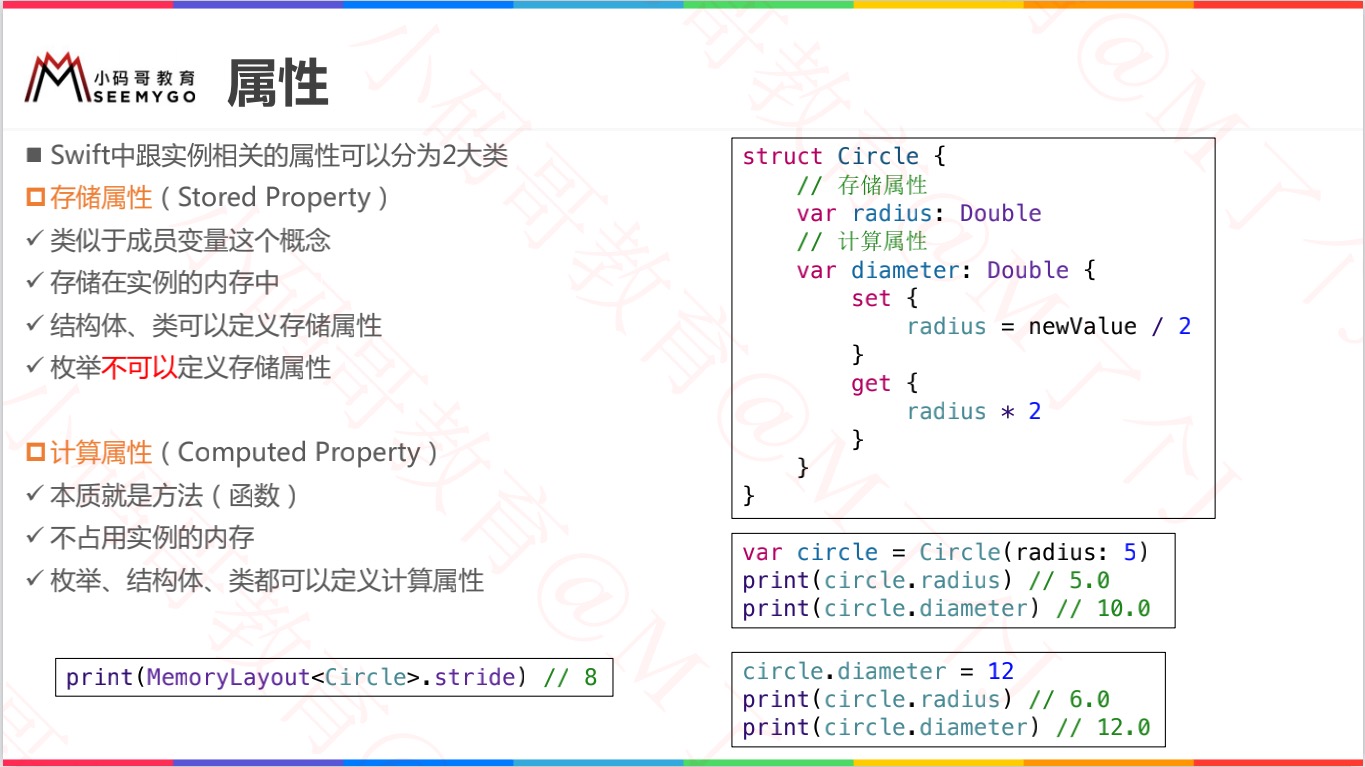 小码哥教育
SEEMYGO
属性
■ Swift中跟实例相关的属性可以分为2大类
存储属性（Stored Property）
✓ 类似于成员变量这个概念
✓ 存储在实例的内存中
✓ 结构体、类可以定义存储属性
✓ 枚举不可以定义存储属性
计算属性（Computed Property）
✓ 本质就是方法（函数）
✓ 不占用实例的内存
✓ 枚举、结构体、类都可以定义计算属性
print(MemoryLayout<Circle>.stride) // 8
struct Circle {
    // 存储属性
    var radius: Double
    // 计算属性
    var diameter: Double {
        set {
            radius = newValue / 2
        }
        get {
            radius * 2
        }
    }
}
var circle = Circle(radius: 5)
print(circle.radius) // 5.0
print(circle.diameter) // 10.0
circle.diameter = 12
print(circle.radius) // 6.0
print(circle.diameter) // 12.0
小码哥教育@M了个J